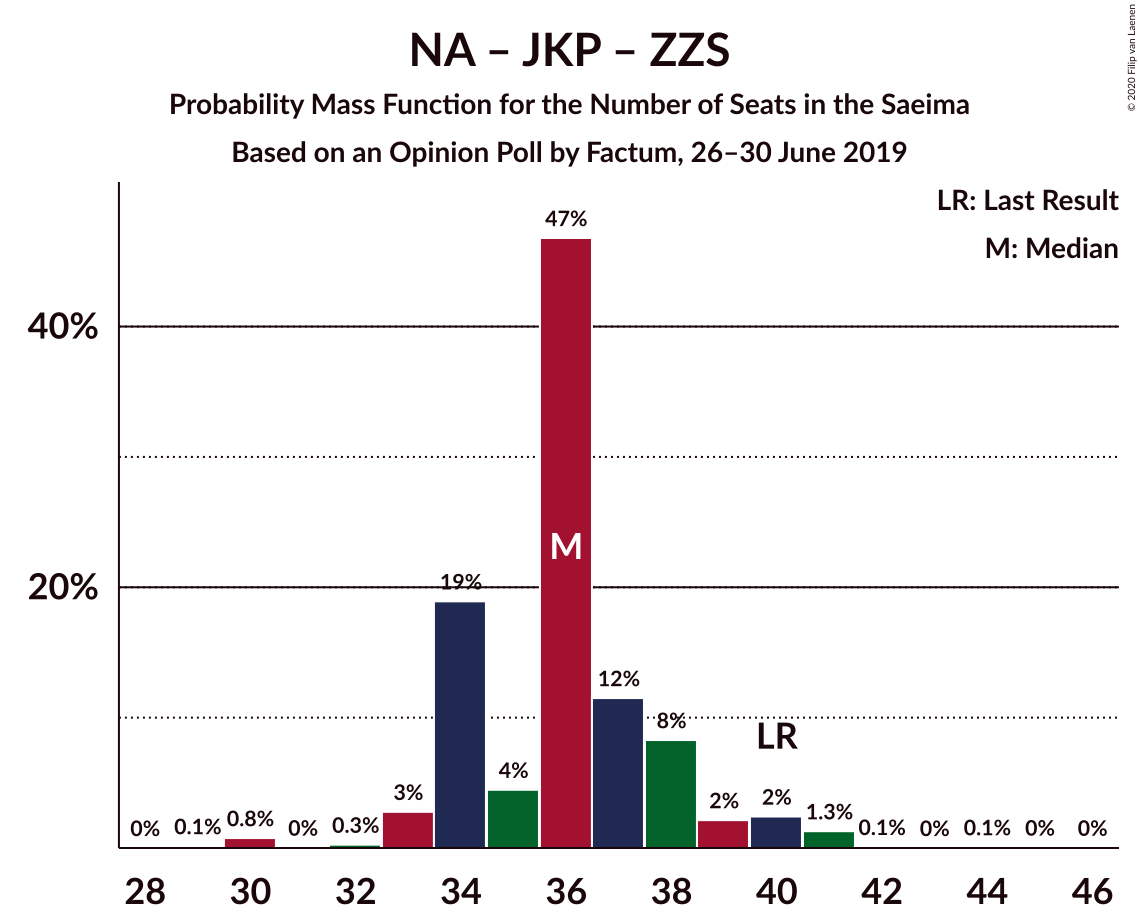 NA – JKP – ZZS
Probability Mass Function for the Number of Seats in the Saeima
Based on an Opinion Poll by Factum, 26–30 June 2019
© 2020 Filip van Laenen
LR: Last Result
M: Median
40%
20%
0%
0.1%
0.8%
0%
0.3%
3%
19%
4%
47%
M
12%
8%
2%
LR
2%
1.3%
0.1%
0%
0.1%
0%
0%
28 30 32 34 36 38 40 42 44 46